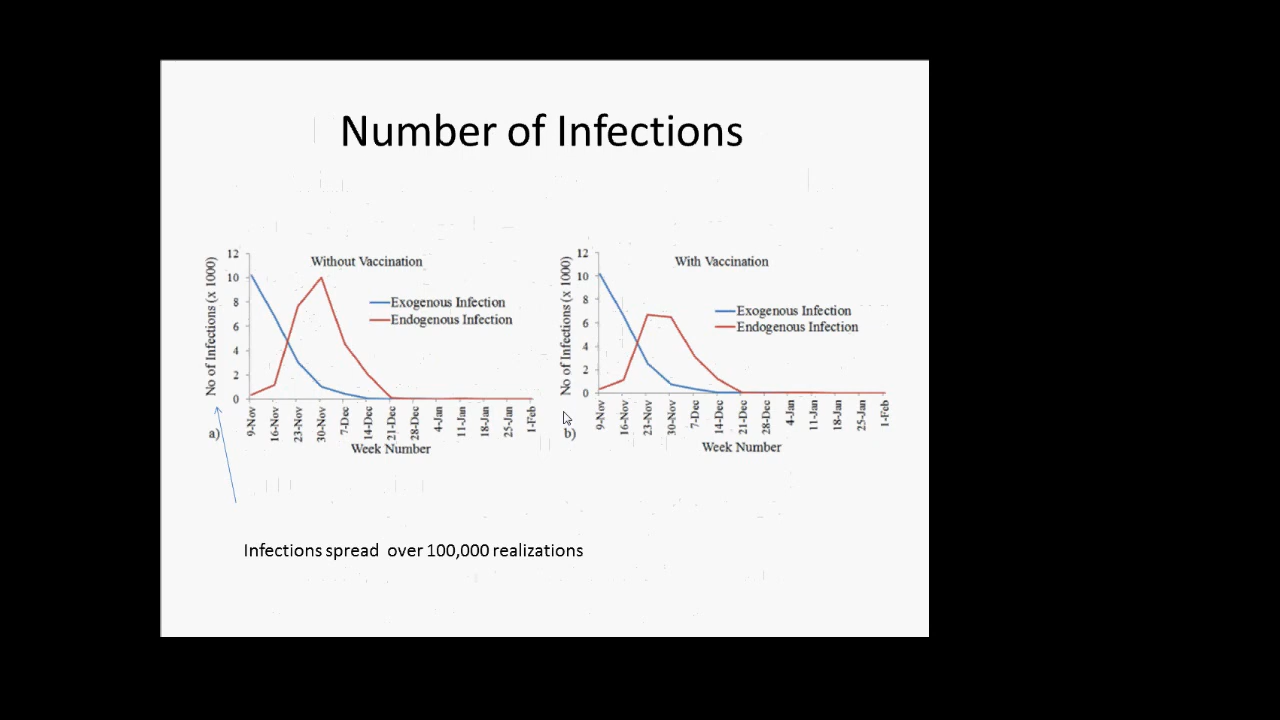 Number of Infections
No of Infections (x 1000)
12
10
8
6
4
2
0
Without Vaccination
Exogenous Infection
Endogenous Infection
9-Nov
16-Nov
23-Nov
30-Nov
7-Dec
14-Dec
21-Dec
28-Dec
4-Jan
11-Jan
18-Jan
25-Jan
1-Feb
a)
Week Number
No of Infections (x 1000)
12
10
8
6
4
2
0
With Vaccination
Exogenous Infection
Endogenous Infection
9-Nov
16-Nov
23-Nov
30-Nov
7-Dec
14-Dec
21-Dec
28-Dec
4-Jan
11-Jan
18-Jan
25-Jan
1-Feb
b)
Week Number
Infections spread over 100,000 realizations